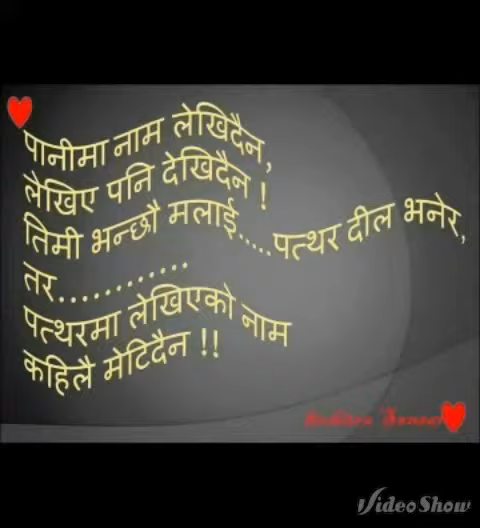 पानीमा नाम लेखिदैन,
लेखिए पनि देखिदैन !
तिमी भन्छौ मलाई.....पत्थर दील भनेर,
तर............
पत्थरमा लेखिएको नाम
कहिलै मेटिदैन !!
VideoShow